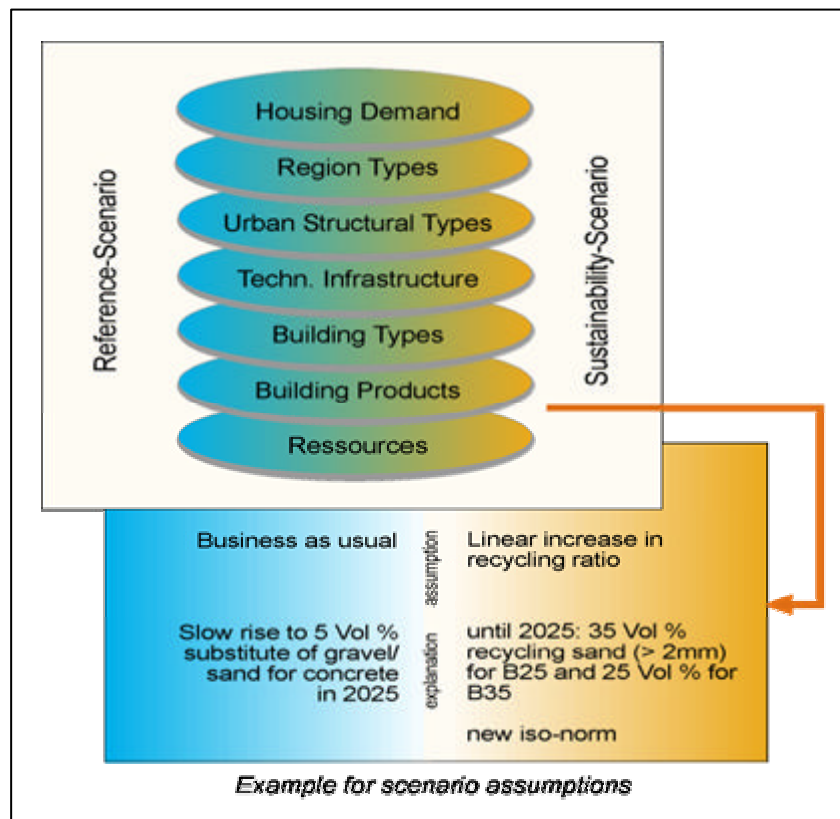 Reference-Scenario
Housing Demand
Region Types
Urban Structural Types
Techn. Infrastructure
Building Types
Building Products
Ressources
Sustainability-Scenario
Business as usual
assumption
Linear increase in
recycling ratio
Slow rise to 5 Vol %
substitute of gravel/
sand for concrete
in 2025
explanation
until 2025: 35 Vol %
recycling sand (> 2mm)
for B25 and 25 Vol % for
B35
new iso-norm
Example for scenario assumptions